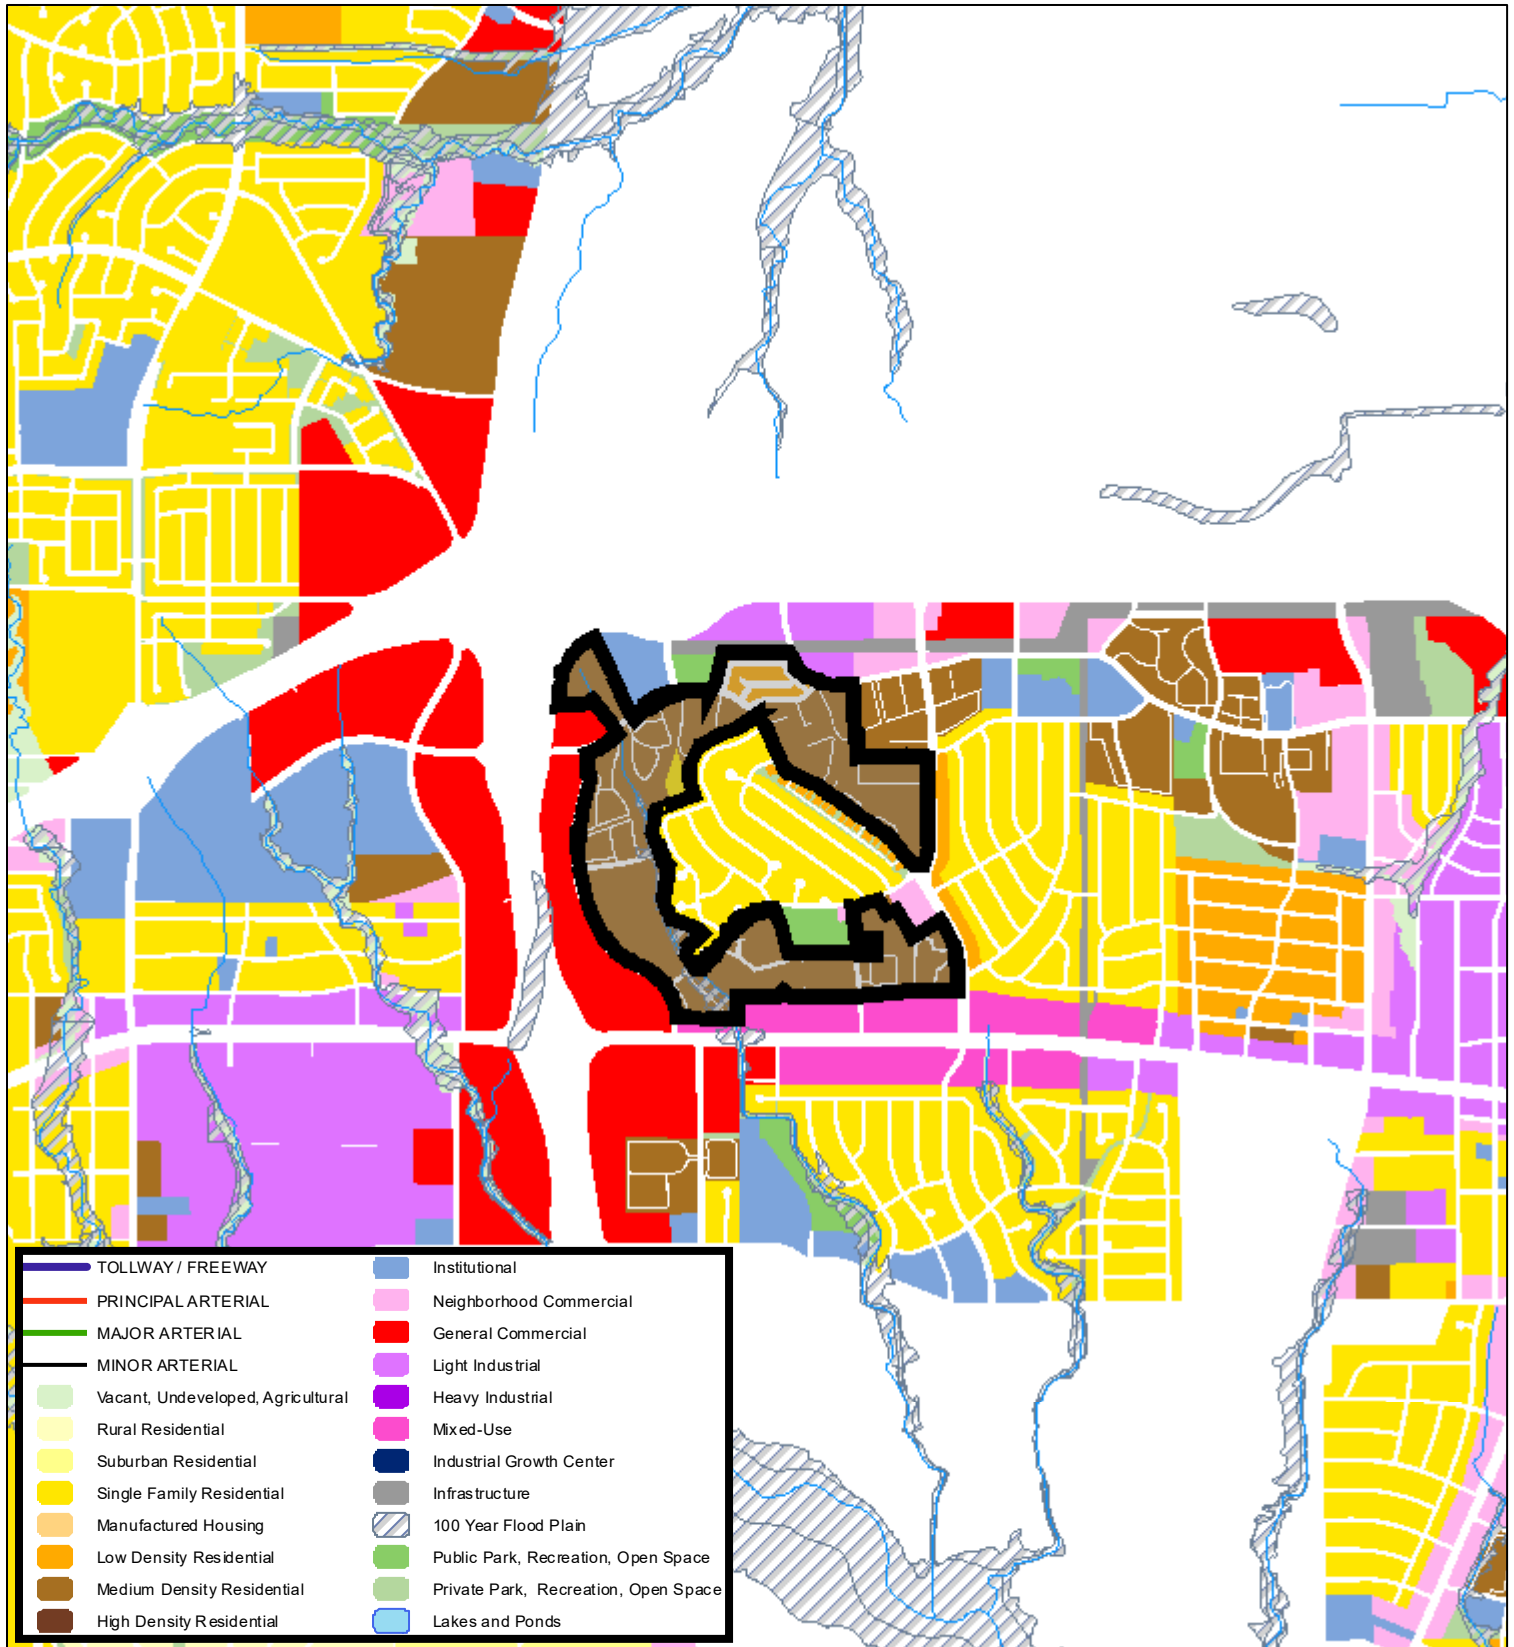 TOLLWAY / FREEWAY
PRINCIPAL ARTERIAL
MAJOR ARTERIAL
MINOR ARTERIAL
Vacant, Undeveloped, Agricultural
Rural Residential
Suburban Residential
Single Family Residential
Manufactured Housing
Low Density Residential
Medium Density Residential
High Density Residential
Institutional
Neighborhood Commercial
General Commercial
Light Industrial
Heavy Industrial
Mixed-Use
Industrial Growth Center
Infrastructure
100 Year Flood Plain
Public Park, Recreation, Open Space
Private Park, Recreation, Open Space
Lakes and Ponds